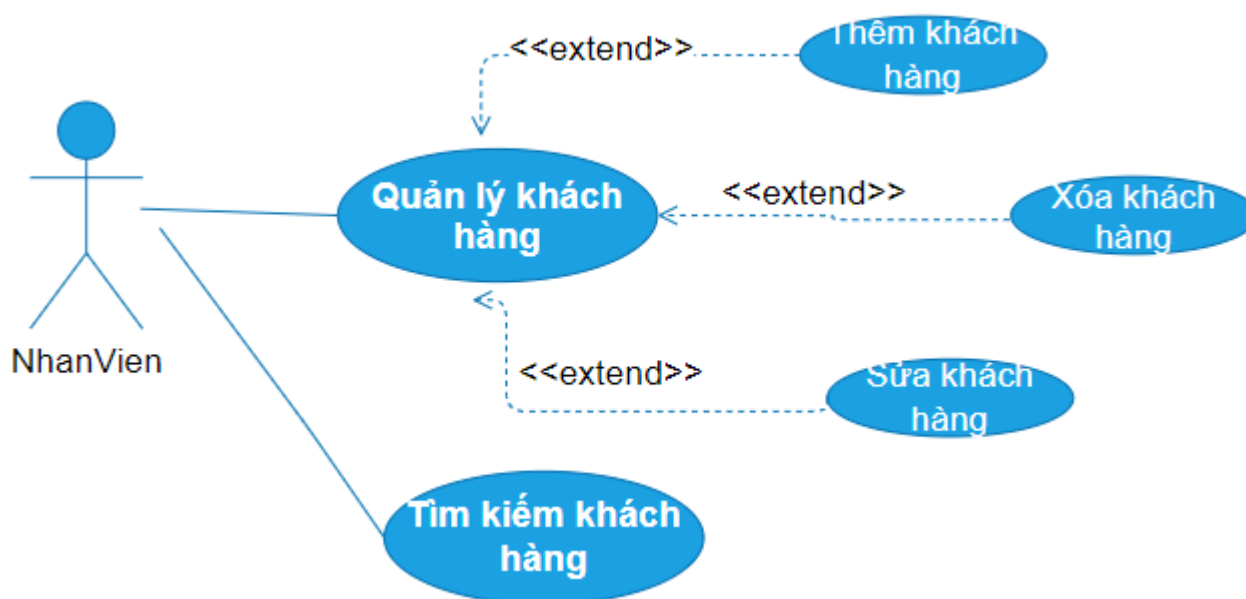 <<extend>>
Thêm khách
hàng
Quản lý khách
hàng
<<extend>>
Xóa khách
hàng
NhanVien
<<extend>>
Sửa khách
hàng
Tìm kiếm khách
hàng